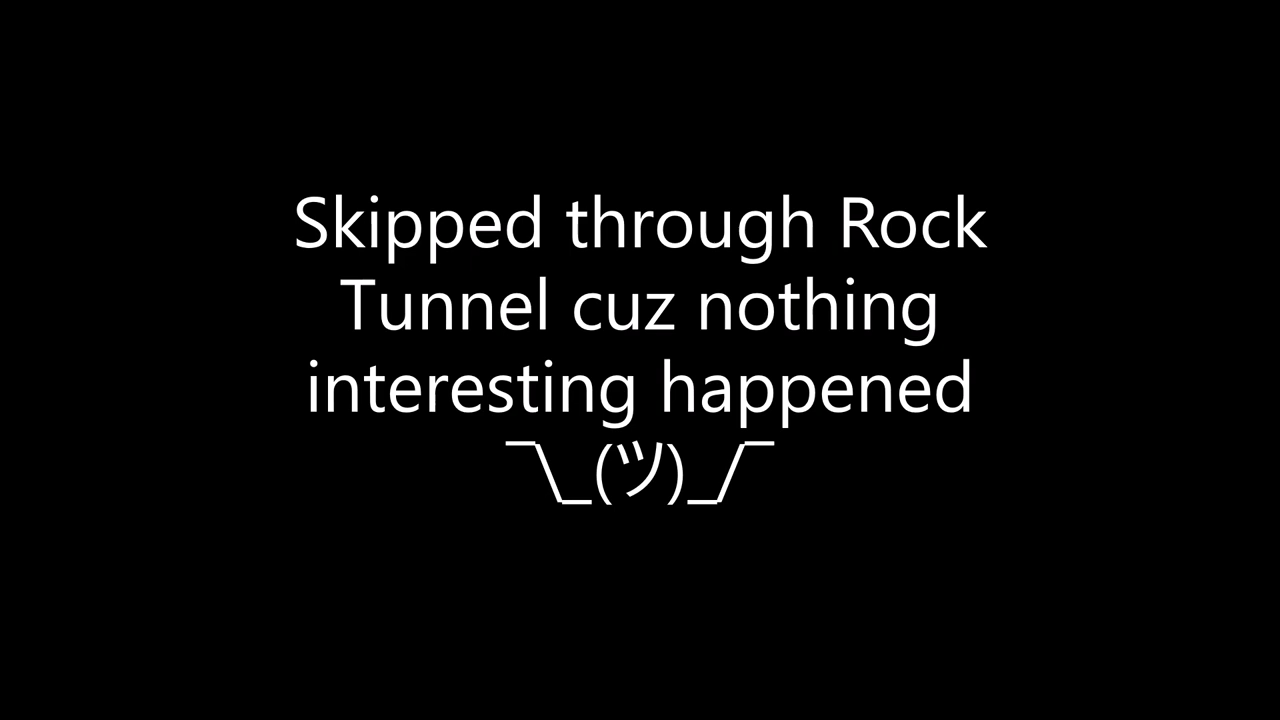 Skipped through Rock
Tunnel cuz nothing
interesting happened
¯\_(ツ)_/¯